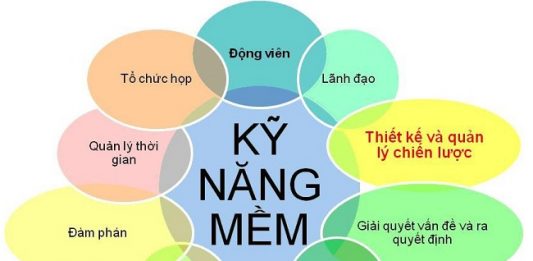 Động viên
Tổ chức họp
Lãnh đạo
Thiết kế và quản
lý chiến lược
Quản lý thời
gian
KỸ
NĂNG
MỀM
Đàm phán
Giải quyết vấn đề và ra
quyết định